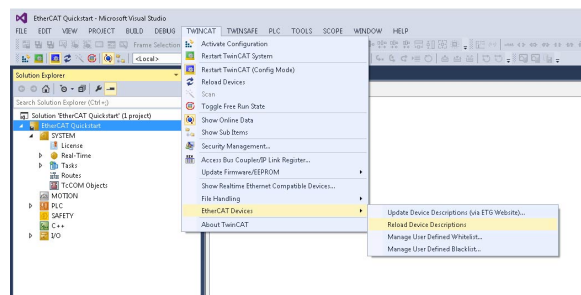 EtherCAT Quickstart - Microsoft Visual Studio
FILE EDIT VIEW PROJECT BUILD DEBUG TWINCAT TWINSAFE PLC TOOLS SCOPE WINDOW HELP
Frame Selection
<Local>
Activate Configuration
Restart TwinCAT System
Restart TwinCAT (Config Mode)
Reload Devices
Scan
Toggle Free Run State
Show Online Data
Show Sub Items
Security Management...
Access Bus Coupler/IP Link Register...
Update Firmware/EEPROM
Show Realtime Ethernet Compatible Devices...
File Handling
EtherCAT Devices
About TwinCAT
Update Device Descriptions (via ETG Website)...
Reload Device Descriptions
Manage User Defined Whitelist...
Manage User Defined Blacklist...
Solution Explorer
Search Solution Explorer (Ctrl+;)
Solution 'EtherCAT Quickstart' (1 project)
EtherCAT Quickstart
SYSTEM
License
Real-Time
Tasks
Routes
TcCOM Objects
MOTION
PLC
SAFETY
C++
I/O